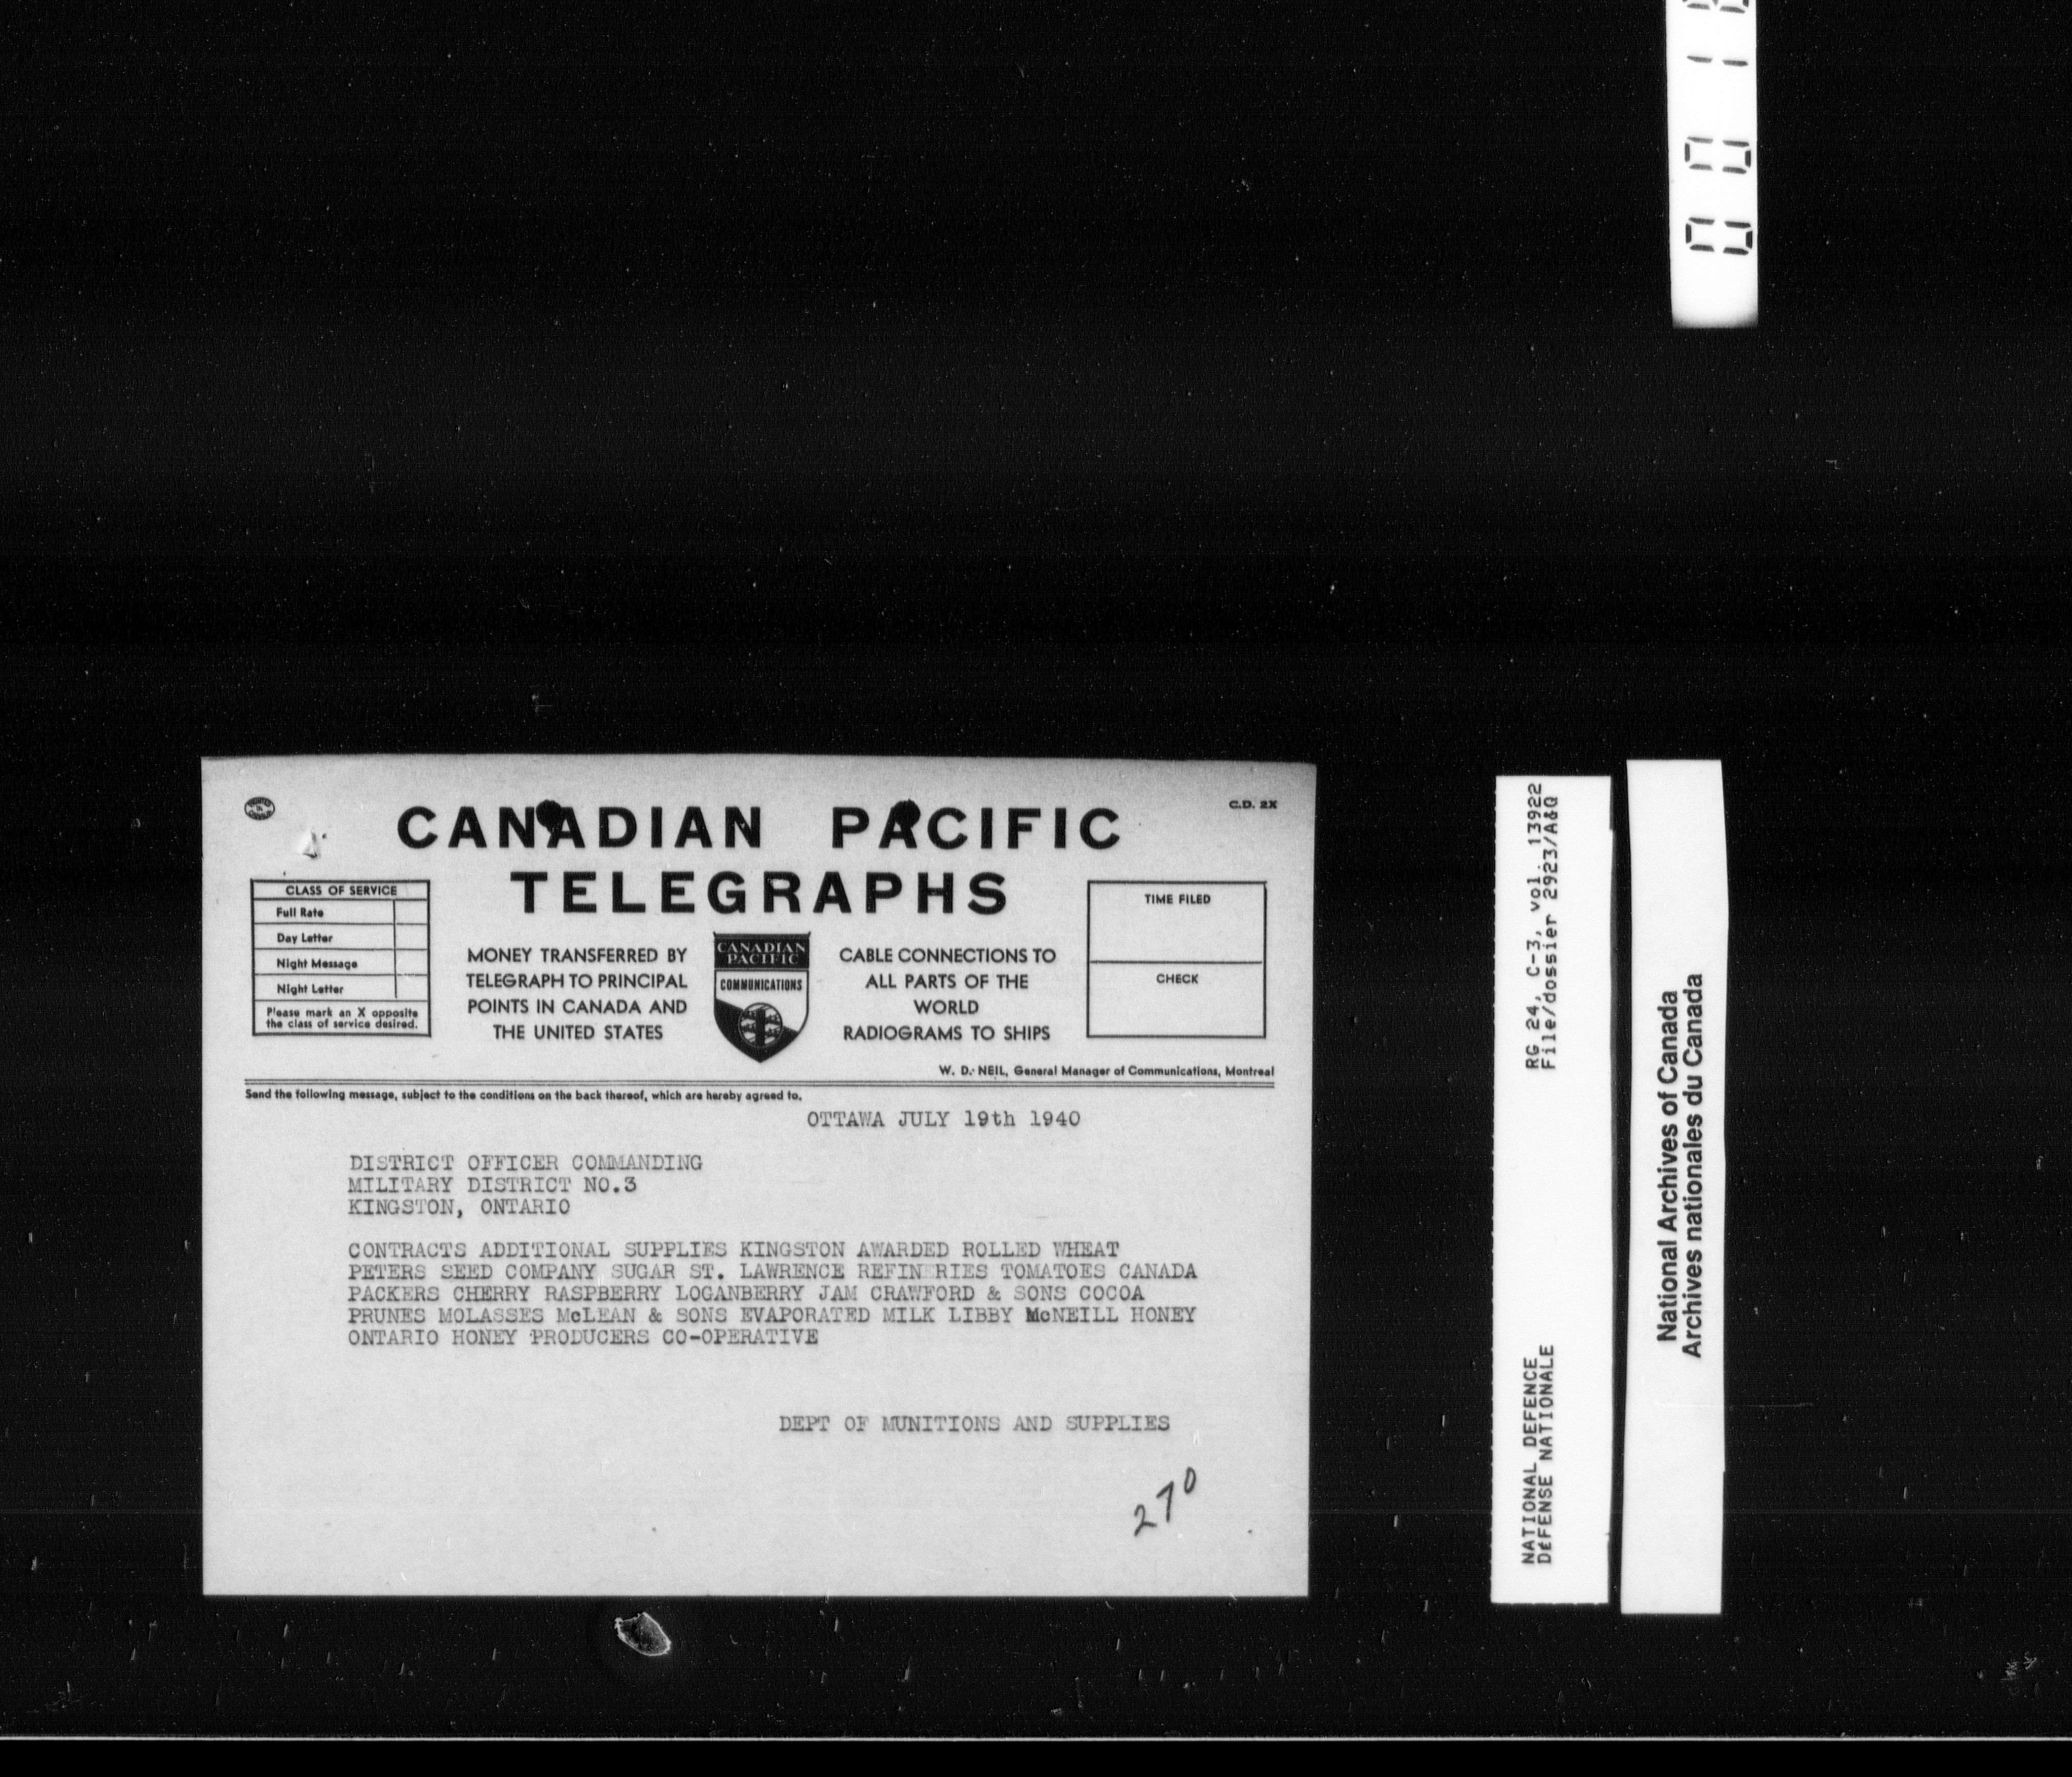 CANADIAN PACIFIC
TELEGRAPHS
C.D. 2X
CLASS OF SERVICE
Full Rate
Day Letter
Night Message
Night Letter
Please mark an X opposite
the class of service desired.
MONEY TRANSFERRED BY
TELEGRAPH TO PRINCIPAL
POINTS IN CANADA AND
THE UNITED STATES
CANADIAN
PACIFIC
COMMUNICATIONS
CABLE CONNECTIONS TO
ALL PARTS OF THE
WORLD
RADIOGRAMS TO SHIPS
TIME FILED
CHECK
W. D. NEIL, General Manager of Communications, Montreal
Send the following message, subject to the conditions on the back thereof, which are hereby agreed to.
OTTAWA JULY 19th 1940
DISTRICT OFFICER COMMANDING
MILITARY DISTRICT NO.3
KINGSTON, ONTARIO
CONTRACTS ADDITIONAL SUPPLIES KINGSTON AWARDED ROLLED WHEAT
PETERS SEED COMPANY SUGAR ST. LAWRENCE REFINERIES TOMATOES CANADA
PACKERS CHERRY RASPBERRY LOGANBERRY JAM CRAWFORD & SONS COCOA
PRUNES MOLASSES McLEAN & SONS EVAPORATED MILK LIBBY McNEILL HONEY
ONTARIO HONEY PRODUCERS CO-OPERATIVE
DEPT OF MUNITIONS AND SUPPLIES
270
NATIONAL DEFENCE
DÉFENSE NATIONALE
RG 24, C-3, vol. 13922
File/dossier 2923/A&Q
National Archives of Canada
Archives nationales du Canada